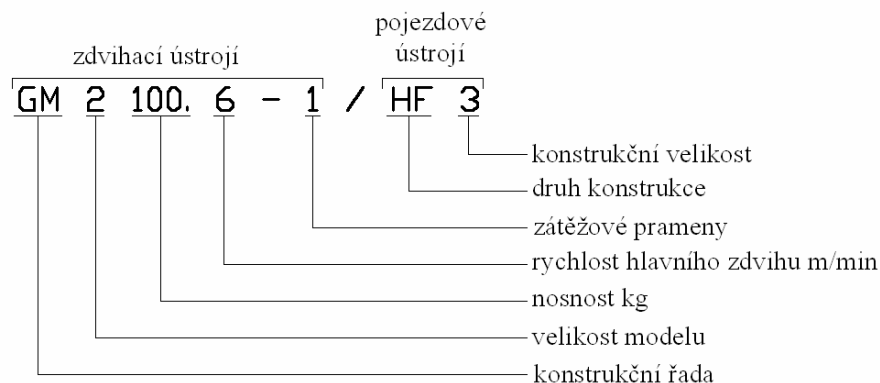 pojezdové
zdvihací ústrojí ústrojí
GM 2 100. 6 - 1 / HF 3
konstrukční velikost
druh konstrukce
zátěžové prameny
rychlost hlavního zdvihu m/min
nosnost kg
velikost modelu
konstrukční řada